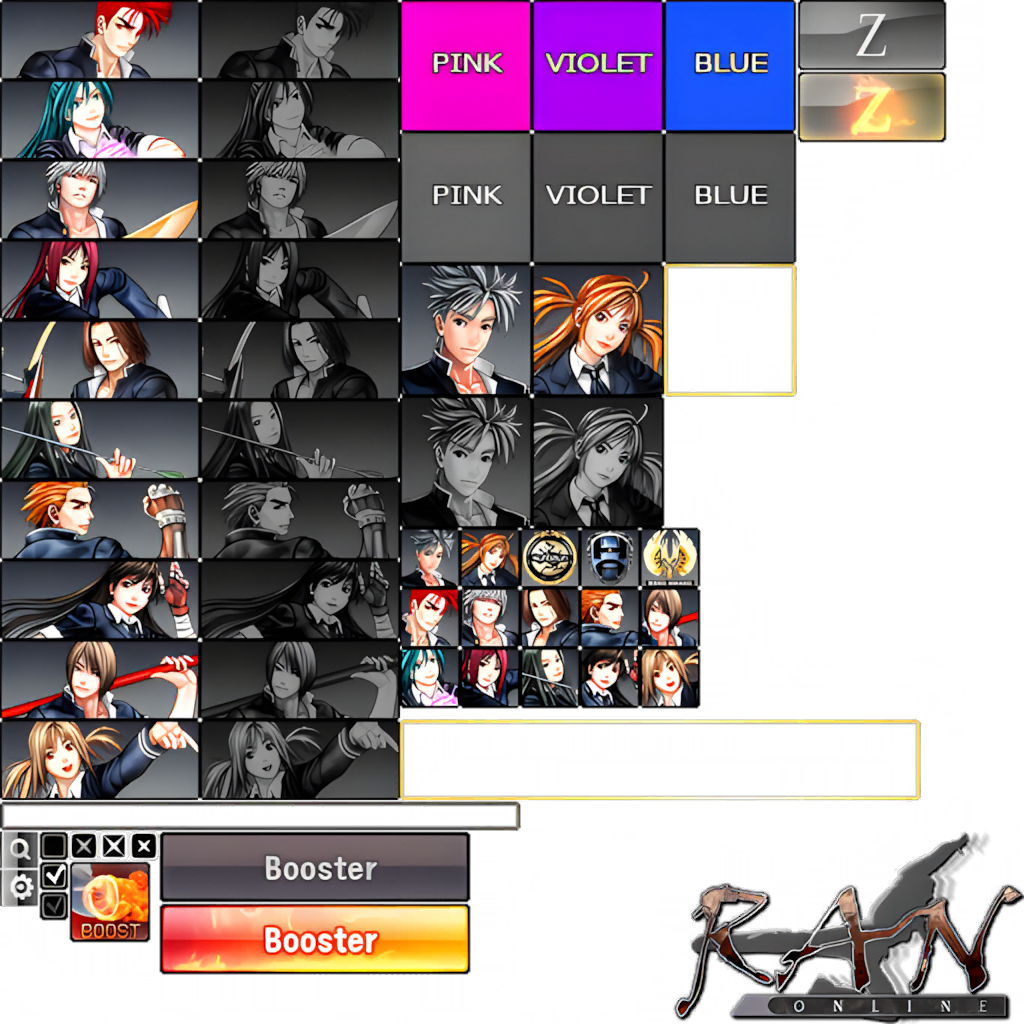 PINK VIOLET BLUE
Z
Z
PINK VIOLET BLUE
Booster
BOOST
Booster
RAN
ONLINE